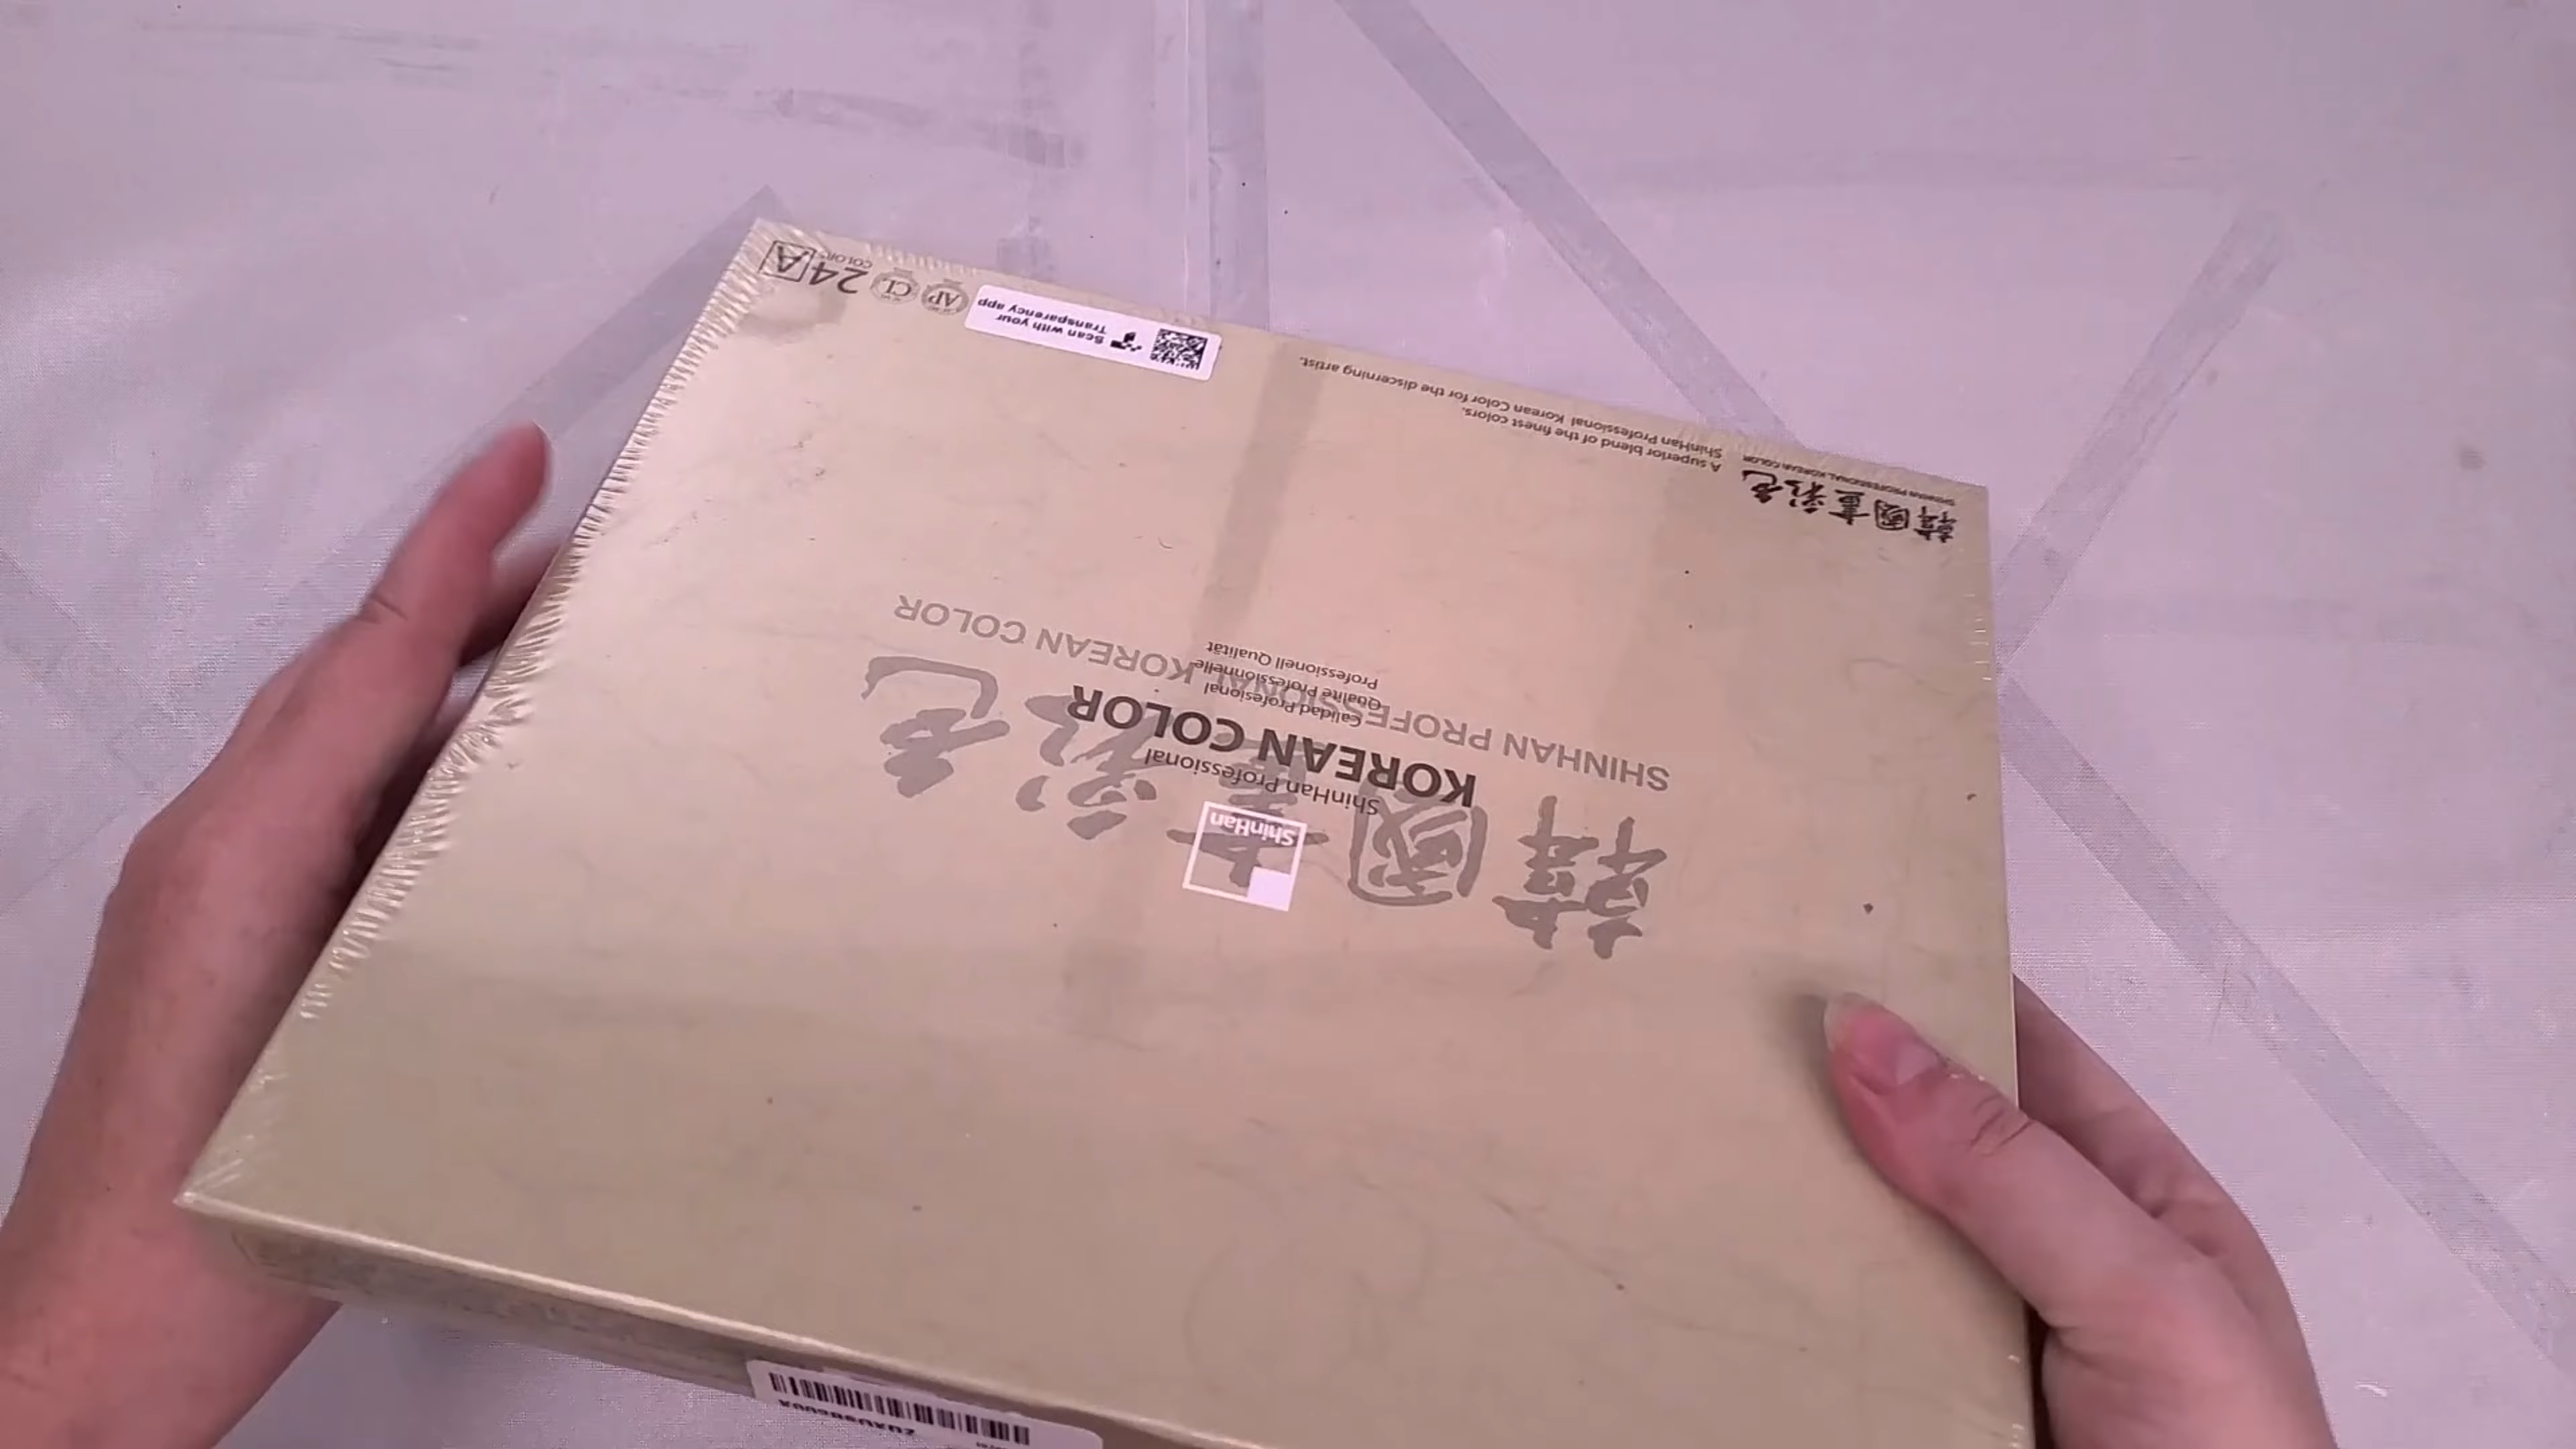 ShinHan
韓國畫彩色
ShinHan Professional
KOREAN COLOR
SHINHAN PROFESSIONAL KOREAN COLOR
Calidad Profesional
Qualité Professionnelle
Professionell Qualität
韓國畫彩色
SHINHAN PROFESSIONAL KOREAN COLOR
A superior blend of the finest colors.
ShinHan Professional Korean Color for the discerning artist.
Scan with your
Transparency app
AP
CL
24 COLORS
A